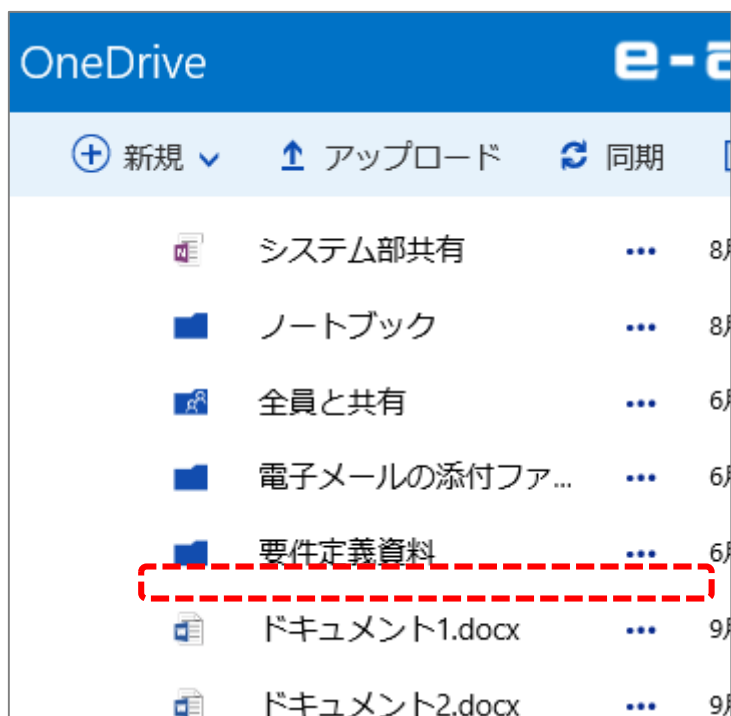 OneDrive e-a
新規 アップロード 同期
システム部共有 ... 8月
ノートブック ... 8月
全員と共有 ... 6月
電子メールの添付ファ... ... 6月
要件定義資料 ... 6月
ドキュメント1.docx ... 9月
ドキュメント2.docx ... 9月